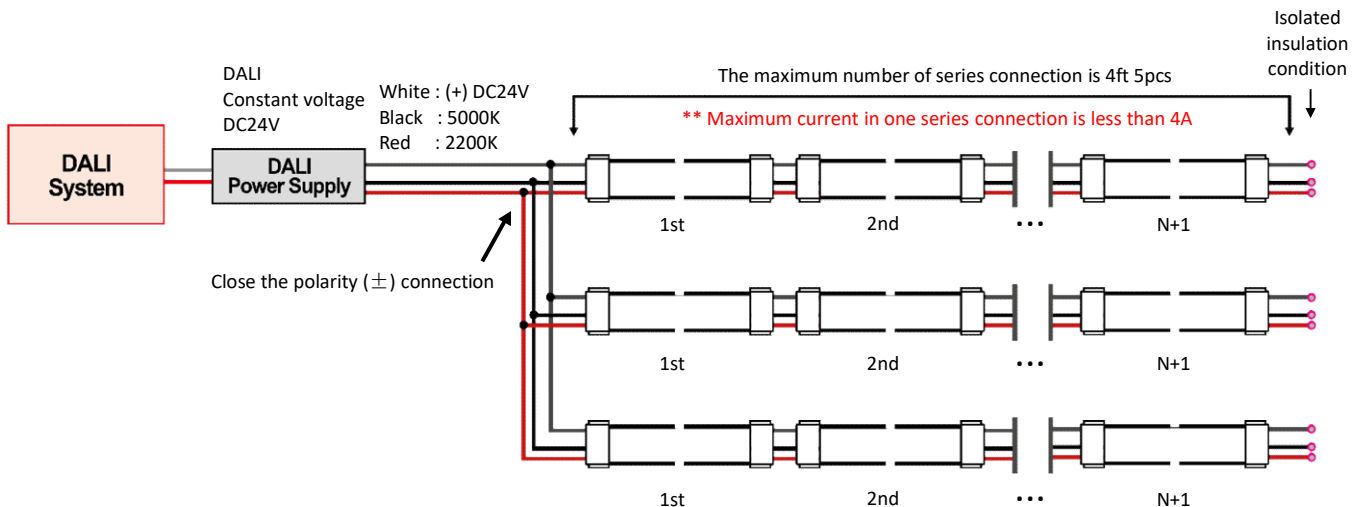 Isolated
insulation
condition
DALI
Constant voltage
DC24V
White : (+) DC24V
Black : 5000K
Red : 2200K
The maximum number of series connection is 4ft 5pcs
** Maximum current in one series connection is less than 4A
DALI
System
DALI
Power Supply
1st
2nd
...
N+1
Close the polarity (±) connection
1st
2nd
...
N+1
1st
2nd
...
N+1